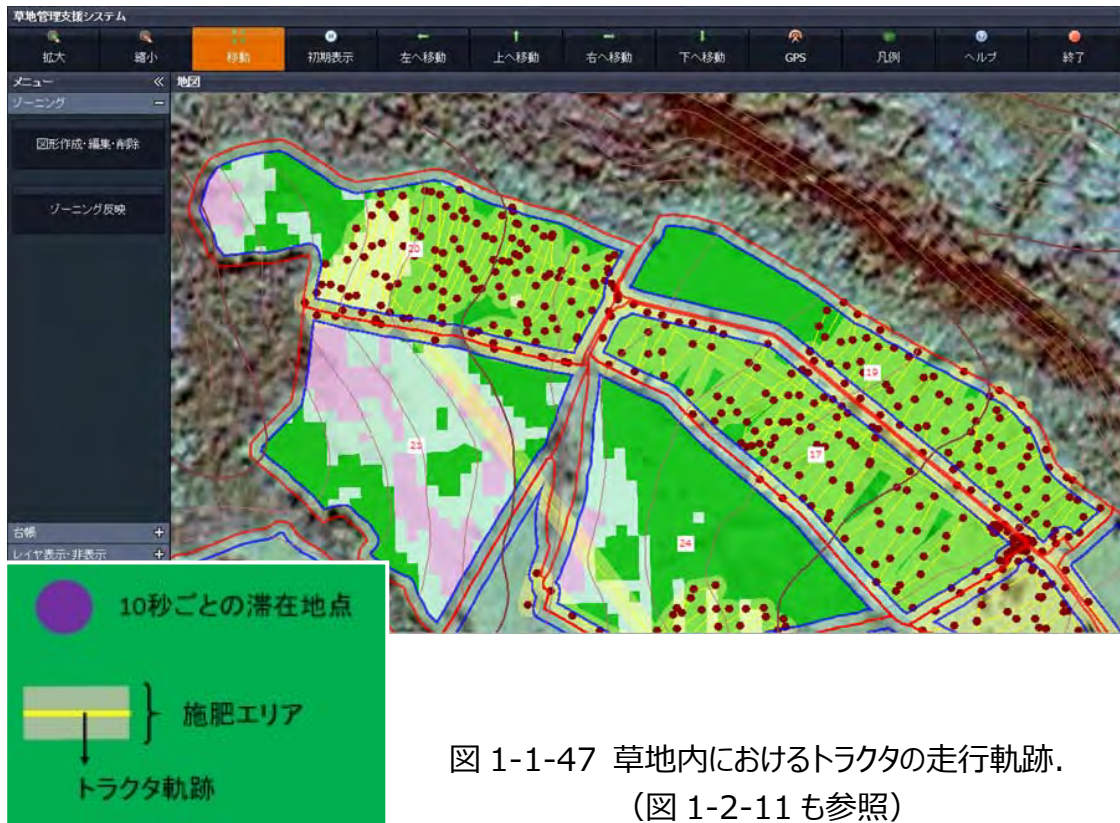 草地管理支援システム
拡大 縮小 移動 初期表示 左へ移動 上へ移動 右へ移動 下へ移動 GPS 凡例 ヘルプ 終了
メニュー « 地図
ゾーニング
図形作成・編集・削除
ゾーニング反映
20
19
17
24
台帳 +
レイヤ表示・非表示 +
10秒ごとの滞在地点
施肥エリア
トラクタ軌跡
図 1-1-47 草地内におけるトラクタの走行軌跡.
(図 1-2-11 も参照)